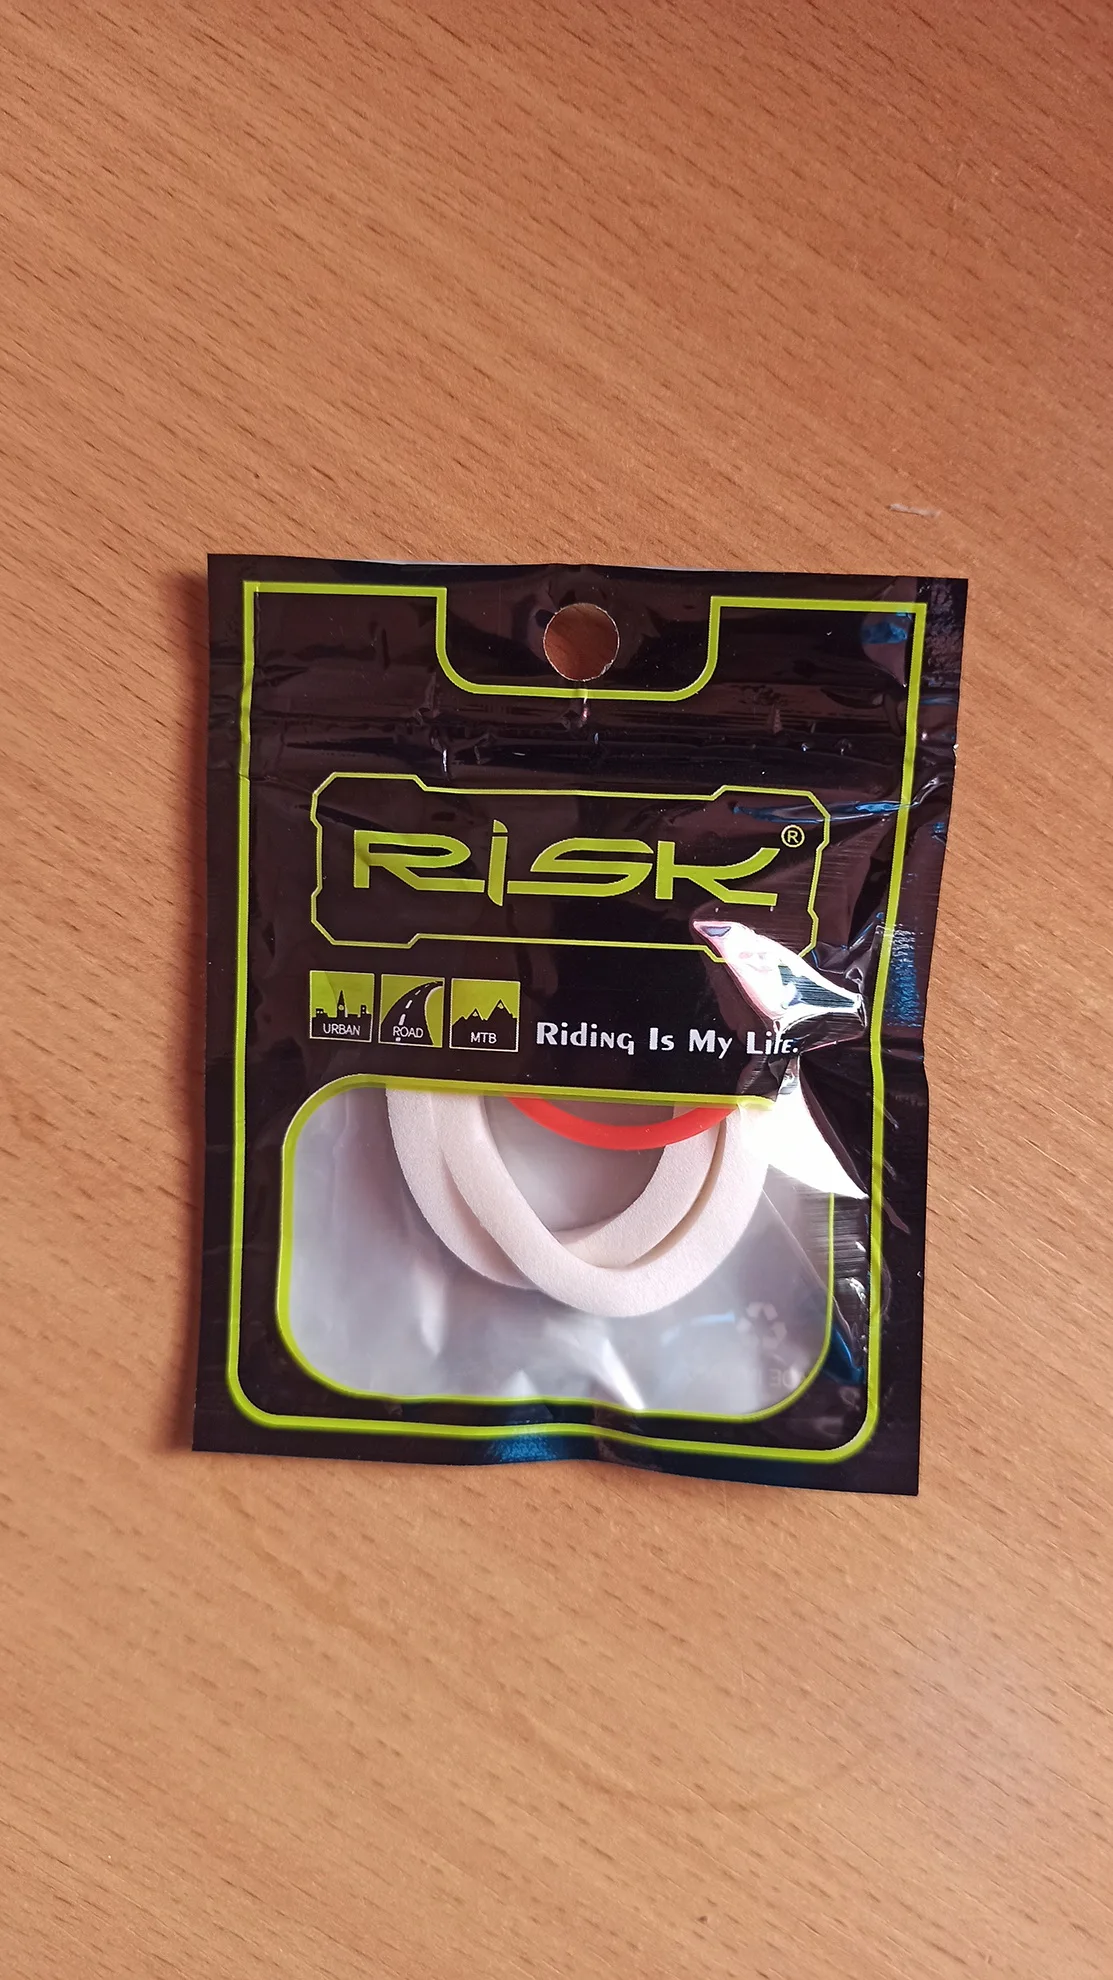 RiSK®
URBAN
ROAD
MTB
Riding Is My Life.